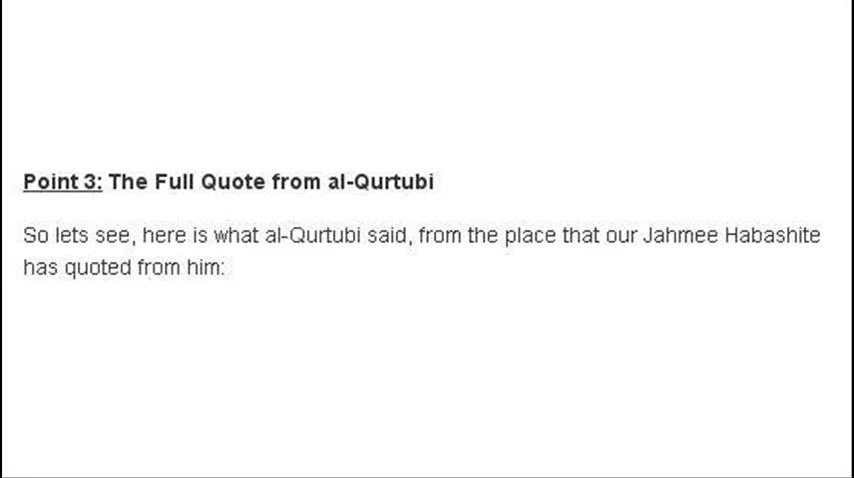 Point 3: The Full Quote from al-Qurtubi
So lets see, here is what al-Qurtubi said, from the place that our Jahmee Habashite
has quoted from him: